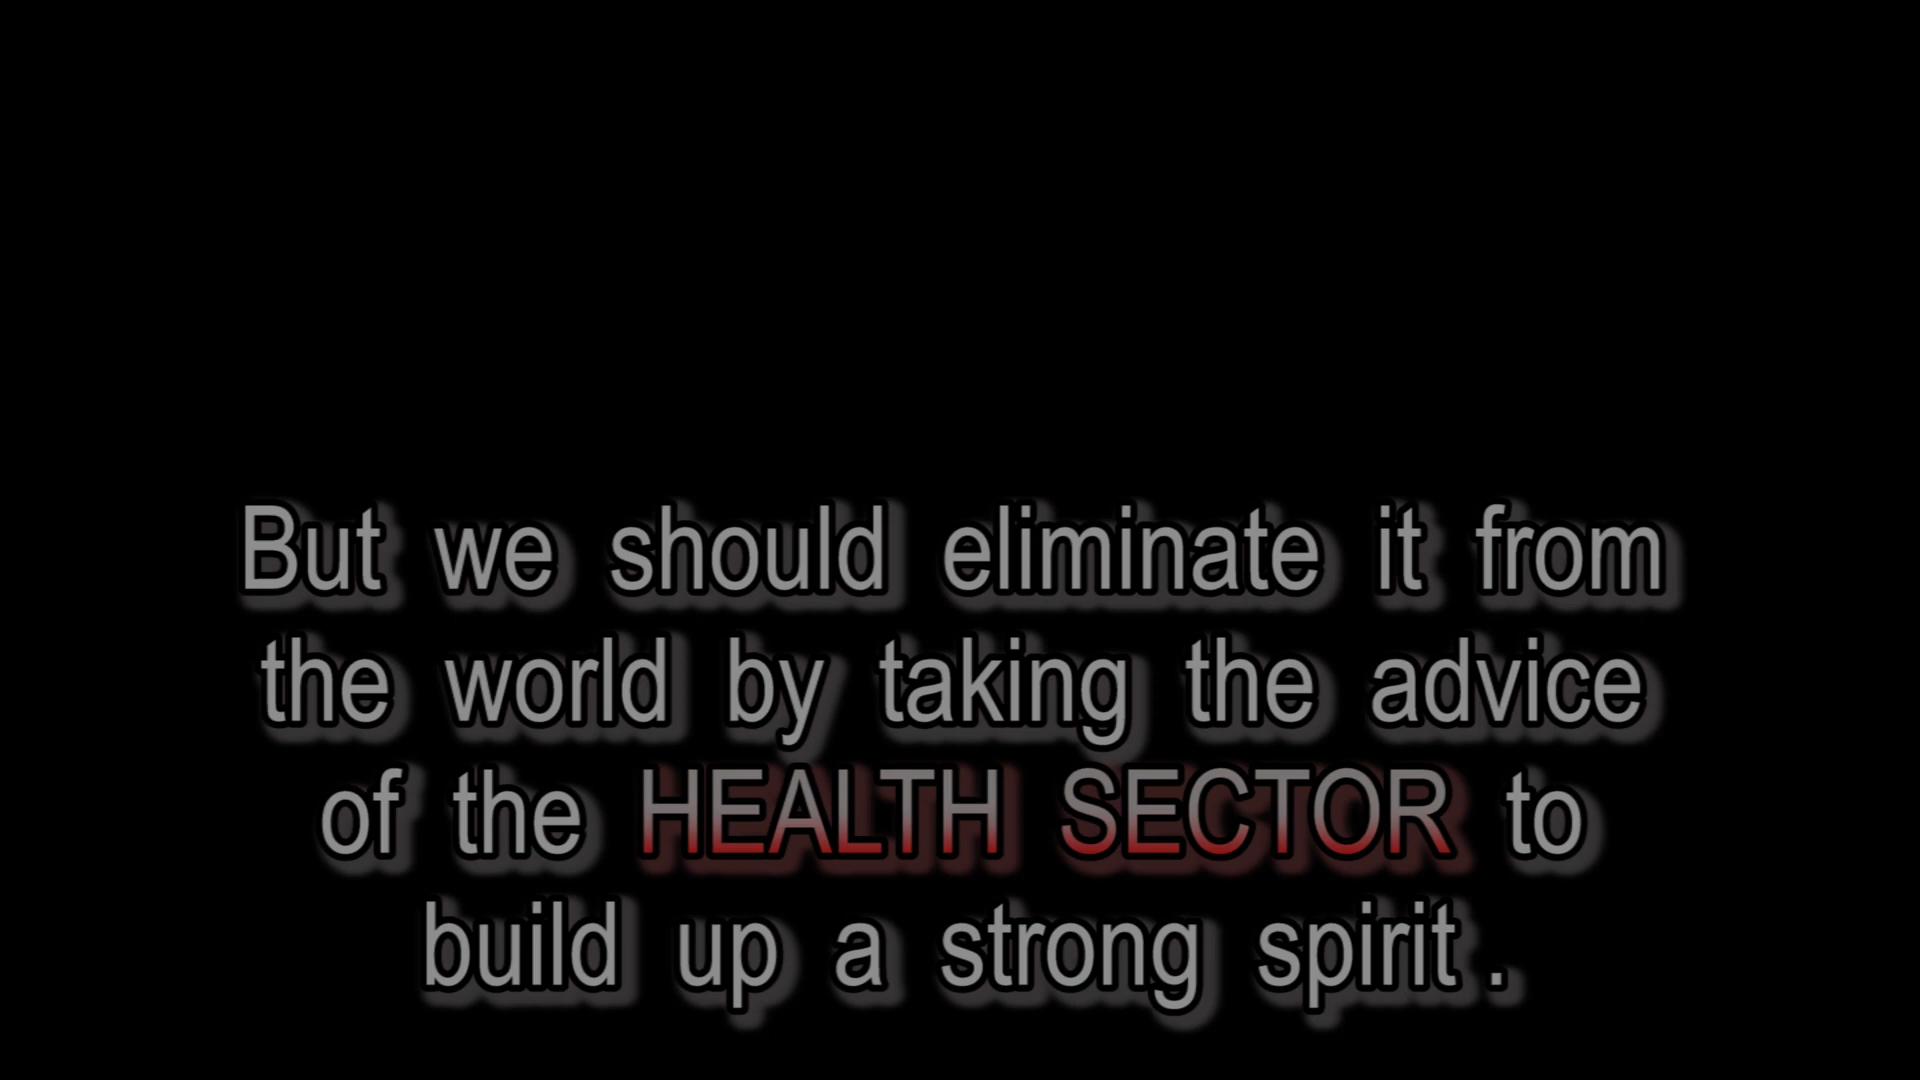 But we should eliminate it from
the world by taking the advice
of the HEALTH SECTOR to
build up a strong spirit .